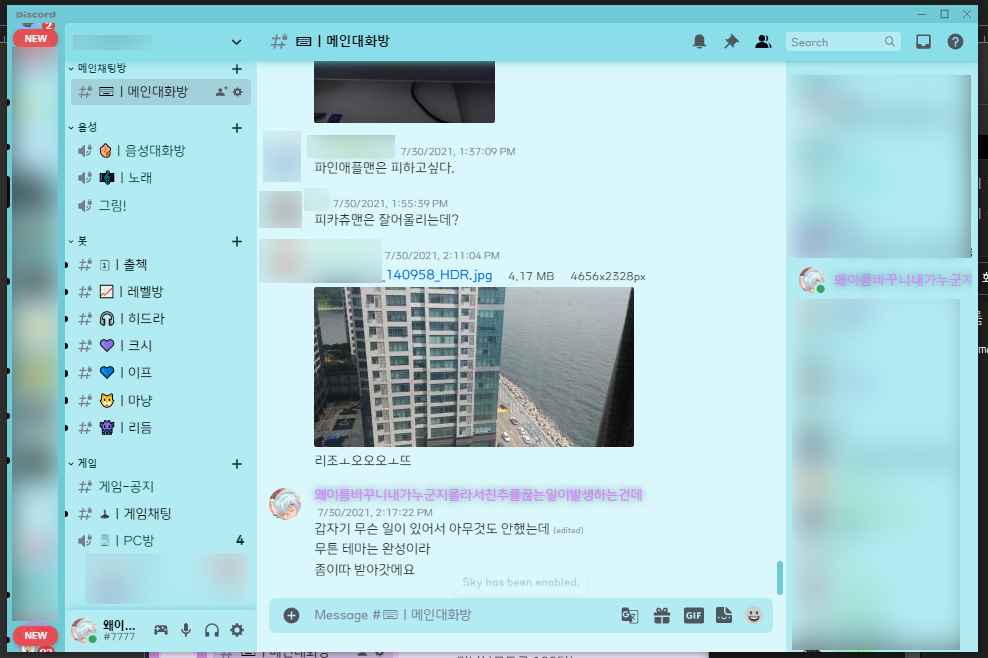 Discord
2
NEW
메인채팅방
# ⌨ | 메인대화방
음성
| 음성대화방
| 노래
그림!
봇
# 1 | 출첵
# | 레벨방
# | 히드라
# | 크시
# | 이프
# | 마냥
# | 리듬
게임
# 게임-공지
# | 게임채팅
| PC방 4
왜이...
#7777
NEW
# ⌨ | 메인대화방
Search
7/30/2021, 1:37:09 PM
파인애플맨은 피하고싶다.
7/30/2021, 1:55:39 PM
피카츄맨은 잘어울리는데?
7/30/2021, 2:11:04 PM
_140958_HDR.jpg 4.17 MB 4656x2328px
리조ㅗ오오오ㅗ뜨
왜이름바꾸니내가누군지몰라서친추를끊는일이발생하는건데
7/30/2021, 2:17:22 PM
갑자기 무슨 일이 있어서 아무것도 안했는데 (edited)
무튼 테마는 완성이라
좀이따 받아갓에요
Sky has been enabled.
Message #⌨ | 메인대화방
GIF
왜이름바꾸니내가누군지